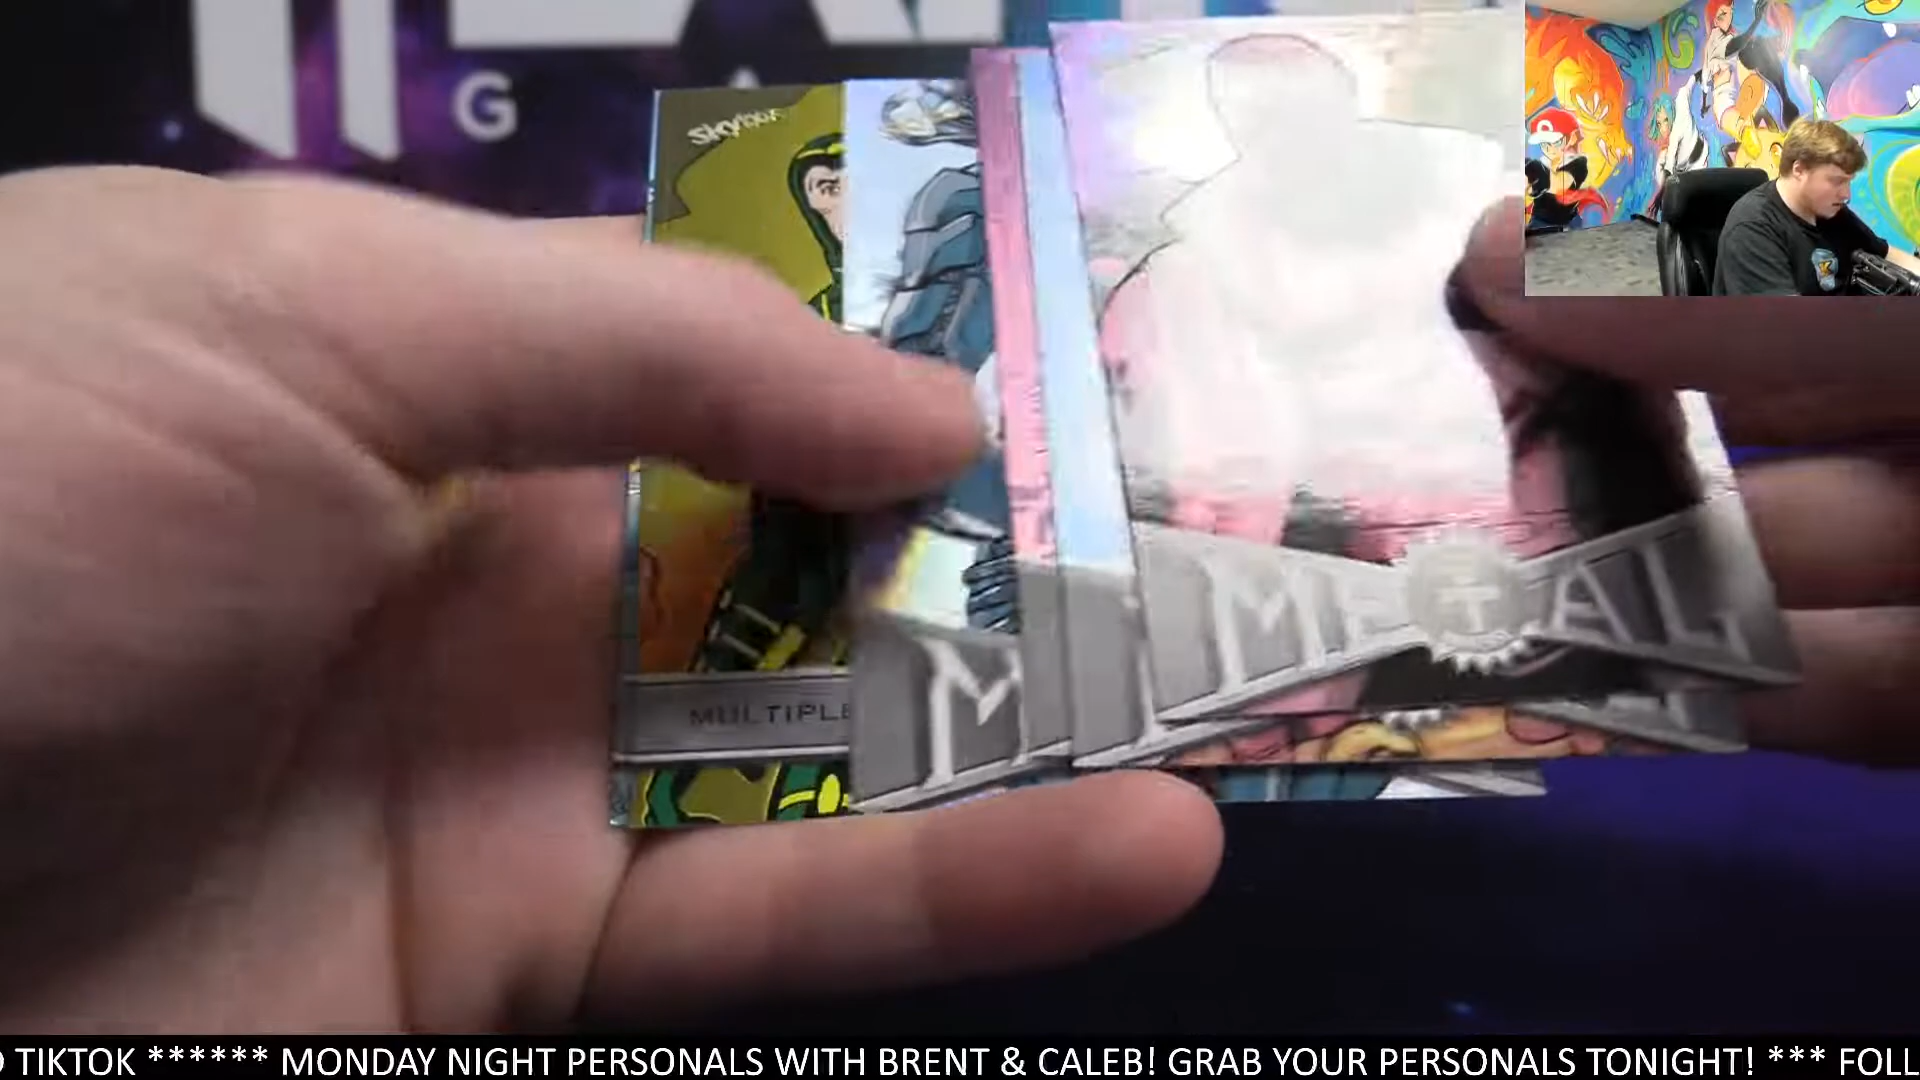 G A
Skybox
MULTIPLE
M
METAL
O TIKTOK ****** MONDAY NIGHT PERSONALS WITH BRENT & CALEB! GRAB YOUR PERSONALS TONIGHT! *** FOLL